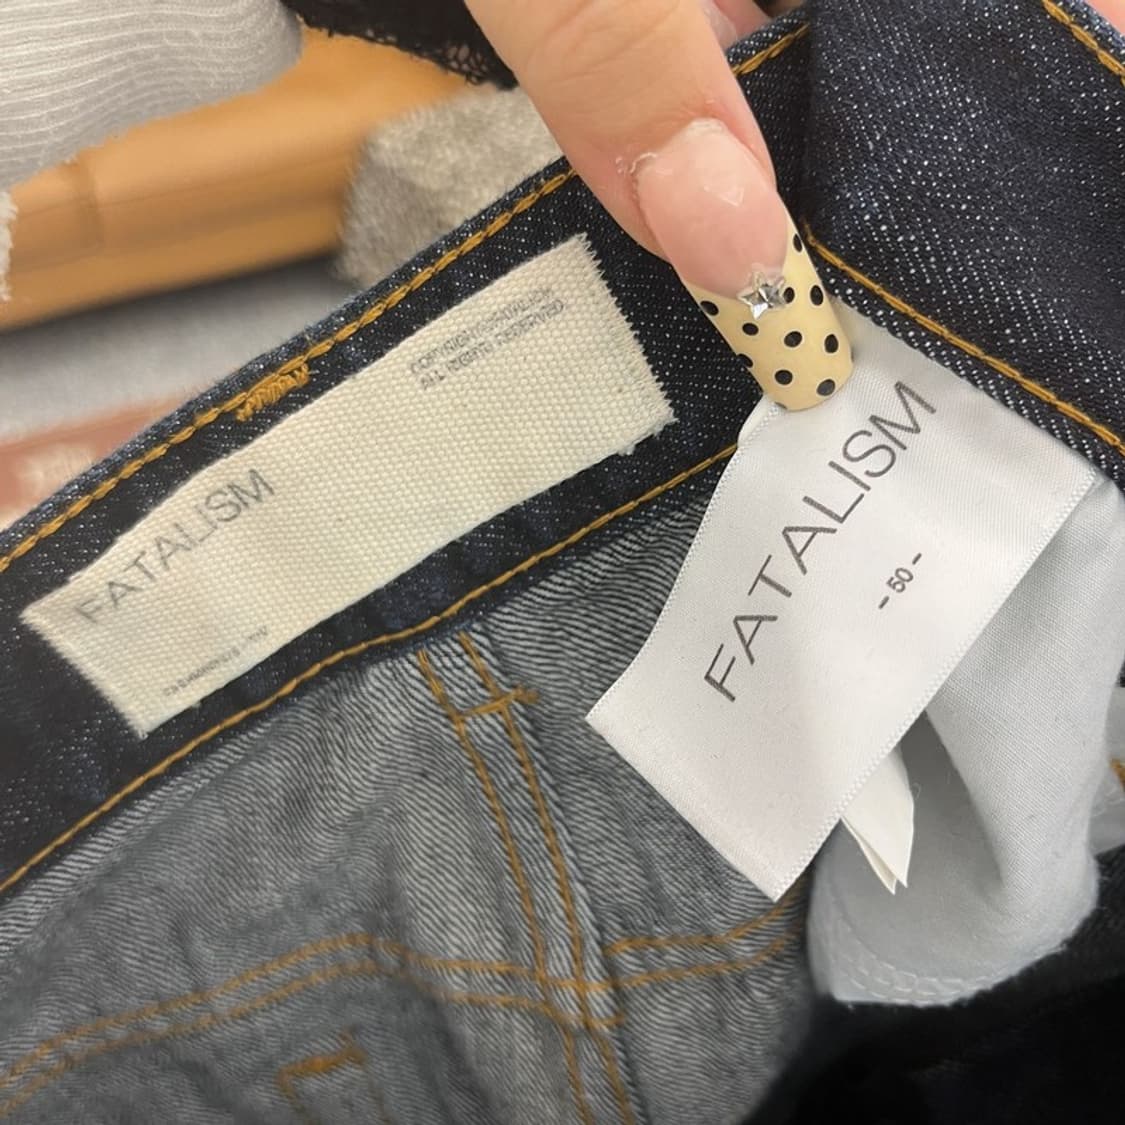 FATALISM
COPYRIGHT
ALL RIGHTS RESERVED
FATALISM
- 50 -